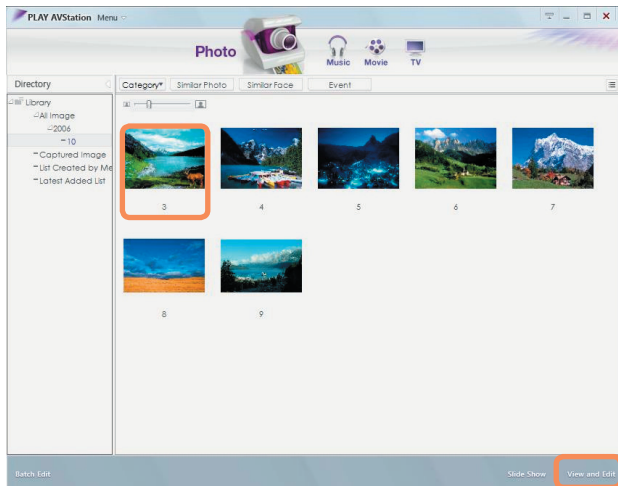 PLAY AVStation Menu
Photo
Music Movie TV
Directory
Category Similar Photo Similar Face Event
Library
All Image
2006
10
Captured Image
List Created by Me
Latest Added List
3 4 5 6 7
8 9
Batch Edit Slide Show View and Edit